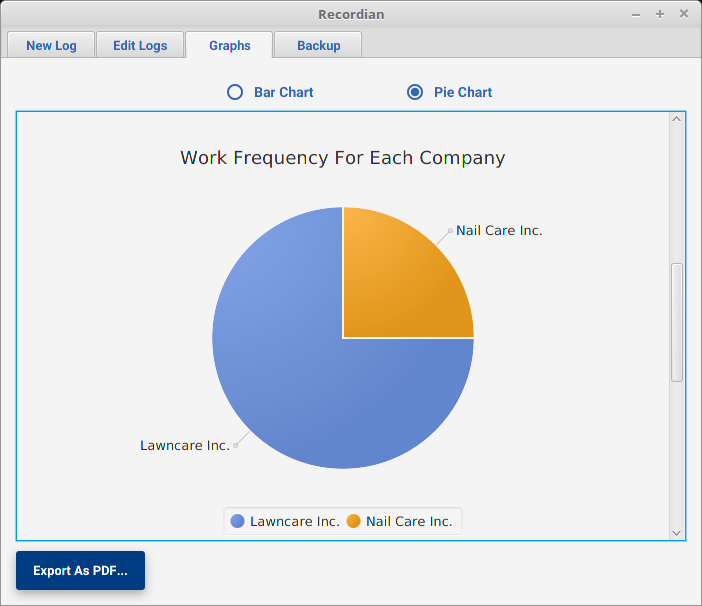 Recordian
New Log Edit Logs Graphs Backup
Bar Chart Pie Chart
Work Frequency For Each Company
Nail Care Inc.
Lawncare Inc.
Lawncare Inc. Nail Care Inc.
Export As PDF...